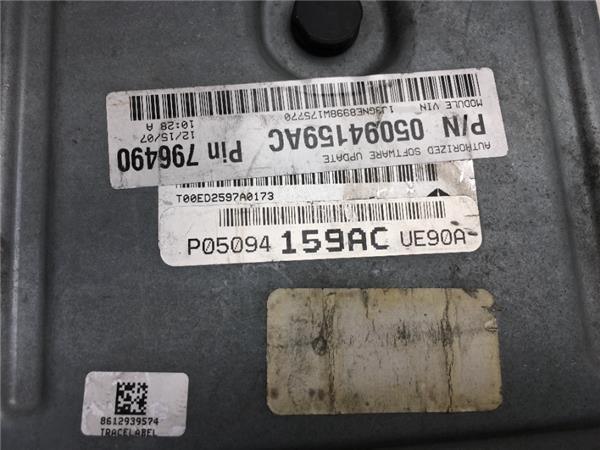 AUTHORIZED SOFTWARE UPDATE
P/N 05094159AC
MODULE VIN
1J8GNE8998W175770
Pin 796490
12/15/07
10:28 A
T00ED2597A0173
P05094 159AC UE90A
8612939574
TRACELABEL